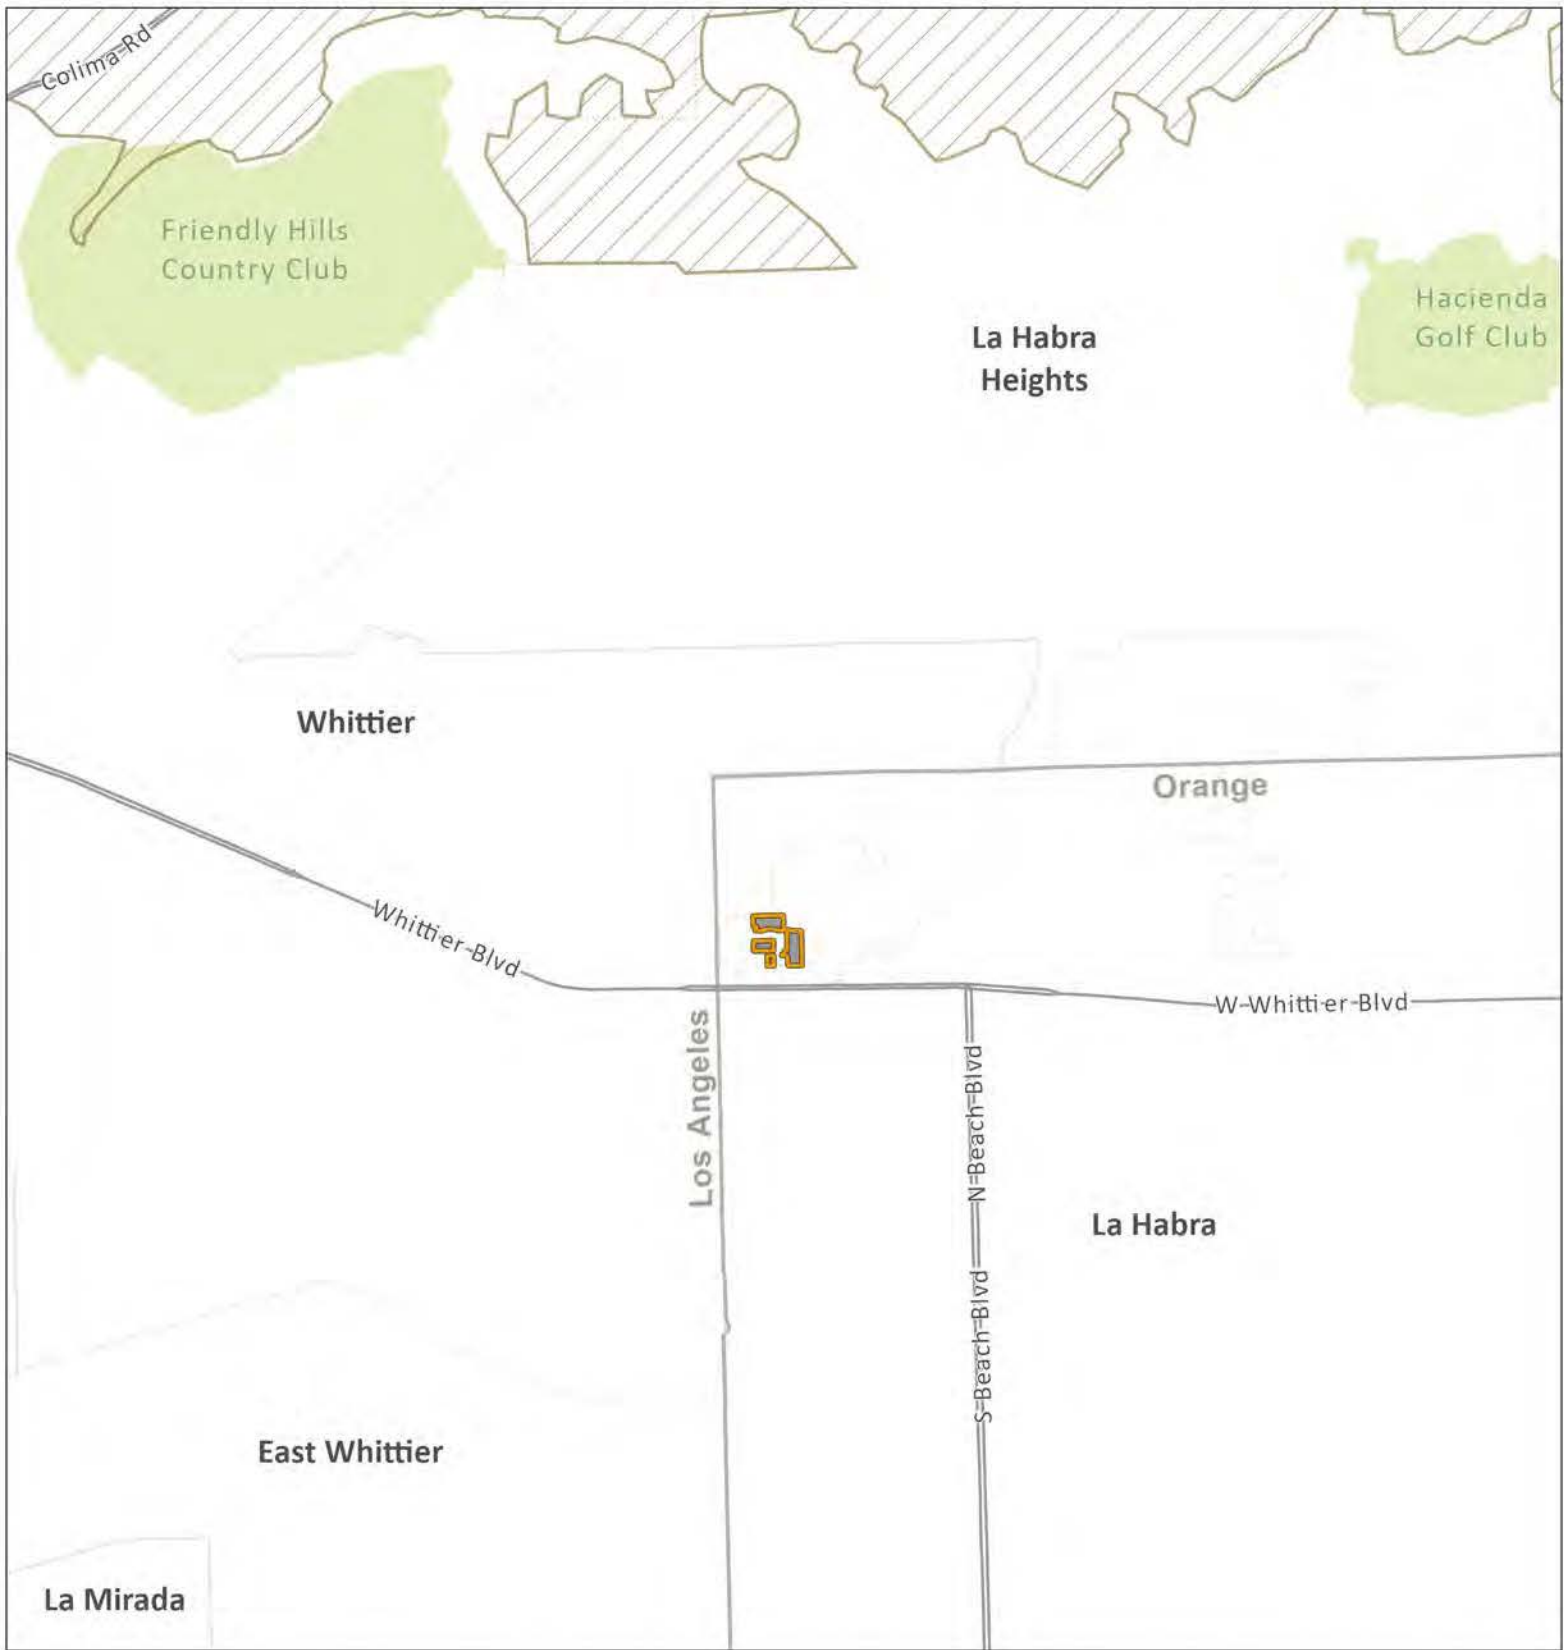 Colima-Rd
Friendly Hills
Country Club
Hacienda
Golf Club
La Habra
Heights
Whittier
Orange
Whittier-Blvd
W-Whittier-Blvd
Los Angeles
N-Beach-Blvd
La Habra
S-Beach-Blvd
East Whittier
La Mirada